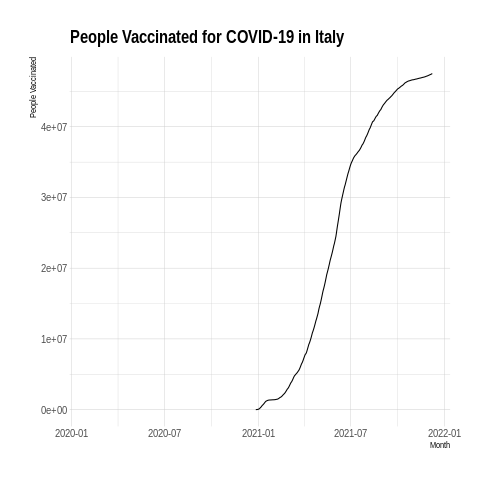 People Vaccinated for COVID-19 in Italy
People Vaccinated
4e+07
3e+07
2e+07
1e+07
0e+00
2020-01 2020-07 2021-01 2021-07 2022-01
Month